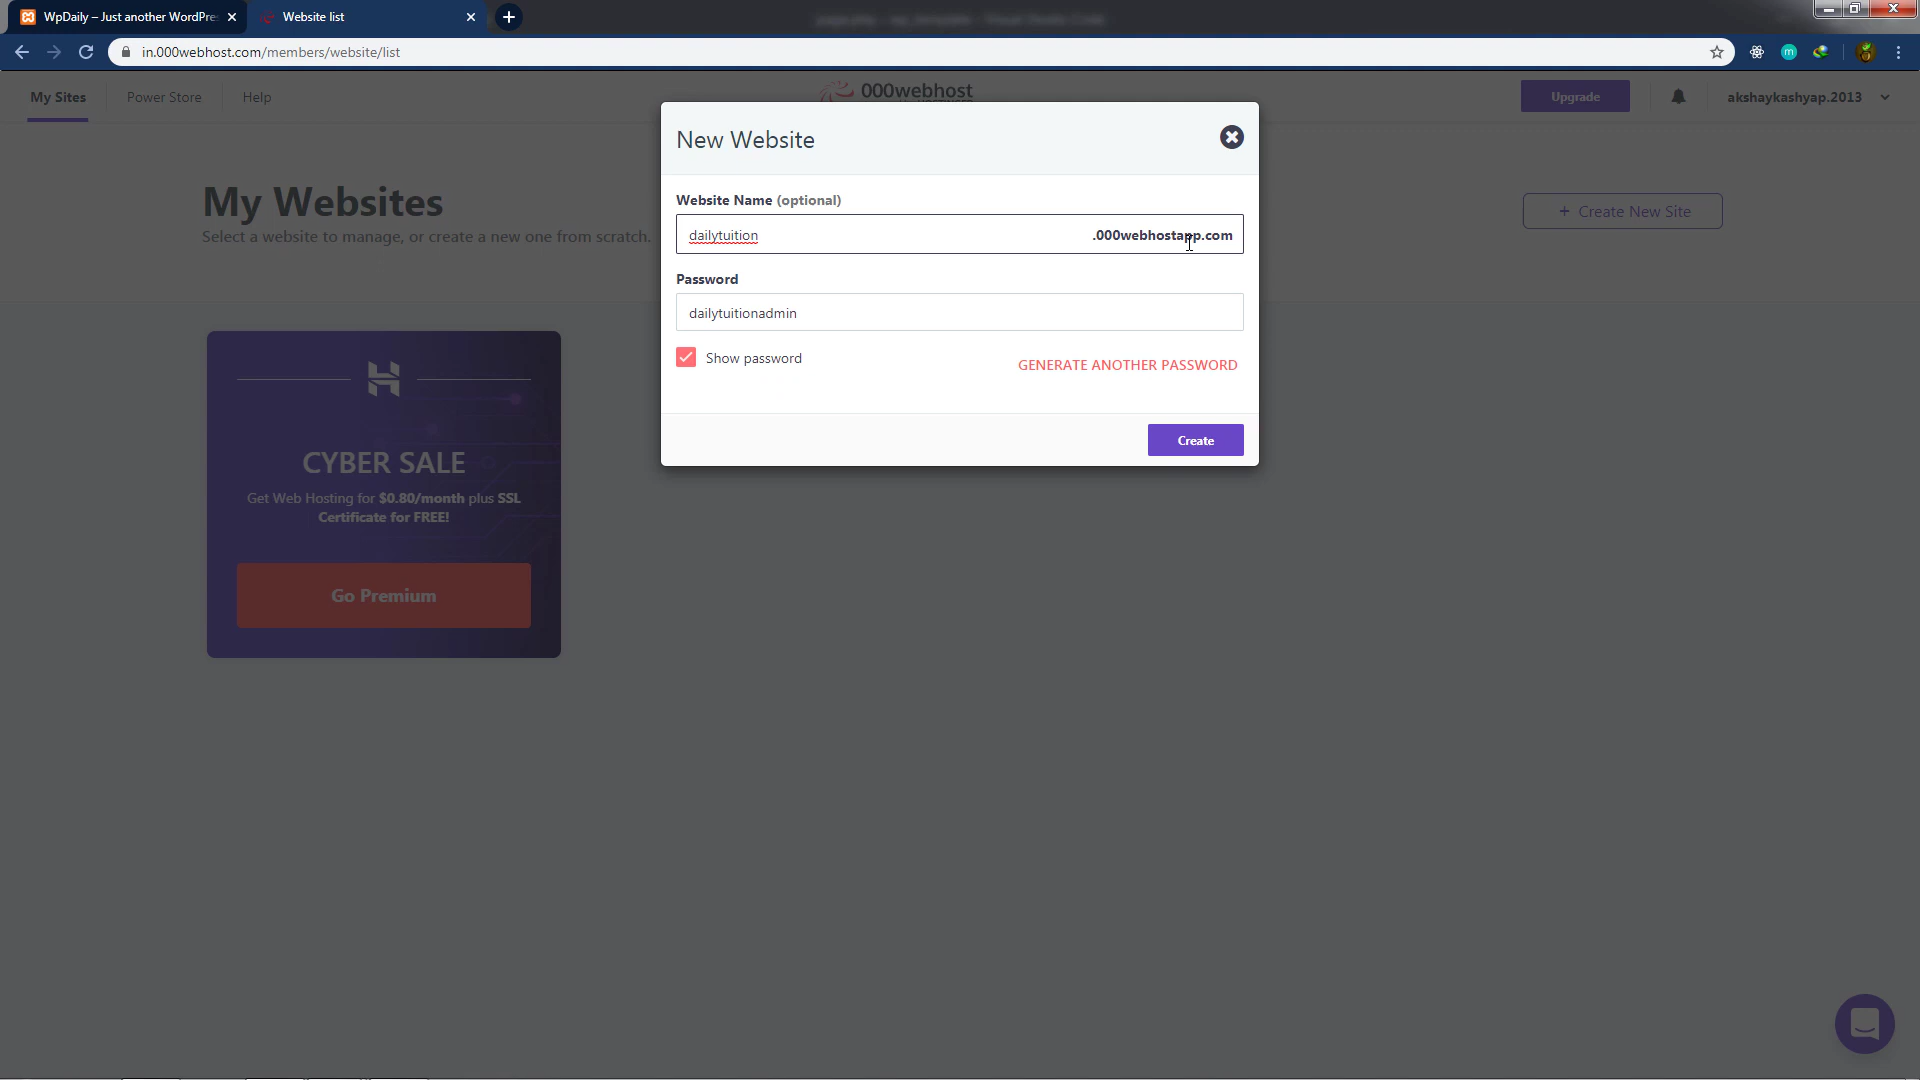 WpDaily – Just another WordPre
Website list
in.000webhost.com/members/website/list
My Sites
Power Store
Help
000webhost
Upgrade
akshaykashyap.2013
New Website
My Websites
Select a website to manage, or create a new one from scratch.
+ Create New Site
Website Name (optional)
dailytuition
.000webhostapp.com
Password
dailytuitionadmin
Show password
GENERATE ANOTHER PASSWORD
Create
CYBER SALE
Get Web Hosting for $0.80/month plus SSL
Certificate for FREE!
Go Premium